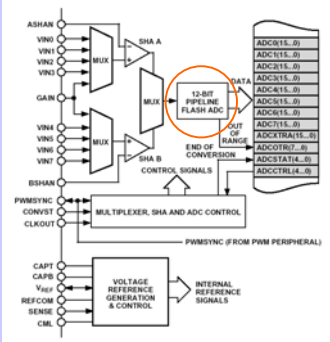 ASHAN
VIN0
VIN1
VIN2
VIN3
GAIN
VIN4
VIN5
VIN6
VIN7
BSHAN
PWMSYNC
CONVST
CLKOUT
CAPT
CAPB
VREF
REFCOM
SENSE
CML
MUX
MUX
SHA A
SHA B
MUX
12-BIT
PIPELINE
FLASH ADC
DATA
OUT
OF
RANGE
END OF
CONVERSION
CONTROL SIGNALS
MULTIPLEXER, SHA AND ADC CONTROL
PWMSYNC (FROM PWM PERIPHERAL)
VOLTAGE
REFERENCE
GENERATION
& CONTROL
INTERNAL
REFERENCE
SIGNALS
ADC0(15...0)
ADC1(15...0)
ADC2(15...0)
ADC3(15...0)
ADC4(15...0)
ADC5(15...0)
ADC6(15...0)
ADC7(15...0)
ADCXTRA(15...0)
ADCOTR(7...0)
ADCSTAT(4...0)
ADCCTRL(4...0)